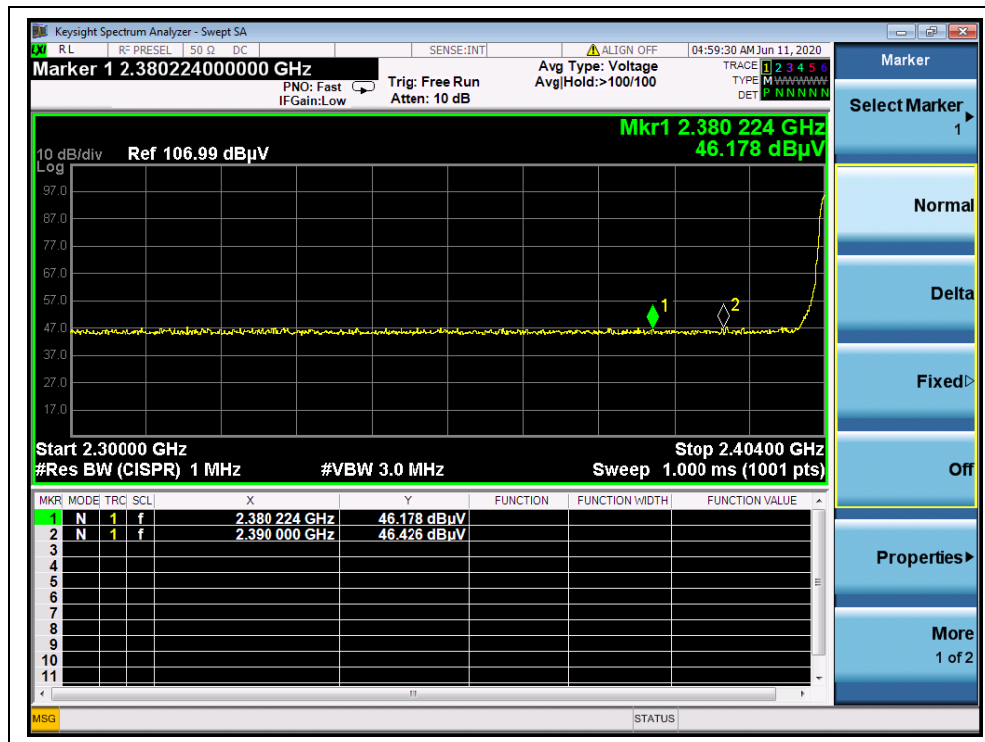 Keysight Spectrum Analyzer - Swept SA
RL RF PRESEL 50 Ω DC SENSE:INT ALIGN OFF 04:59:30 AM Jun 11, 2020
Marker 1 2.380224000000 GHz
PNO: Fast
IFGain:Low
Trig: Free Run
Atten: 10 dB
Avg Type: Voltage
Avg|Hold:>100/100
TRACE 1 2 3 4 5 6
TYPE M WWWWW
DET P N N N N N
Mkr1 2.380 224 GHz
46.178 dBµV
10 dB/div Ref 106.99 dBµV
Log
97.0
87.0
77.0
67.0
57.0
47.0
37.0
27.0
17.0
1
2
Start 2.30000 GHz Stop 2.40400 GHz
#Res BW (CISPR) 1 MHz #VBW 3.0 MHz Sweep 1.000 ms (1001 pts)
MKR MODE TRC SCL X Y FUNCTION FUNCTION WIDTH FUNCTION VALUE
1 N 1 f 2.380 224 GHz 46.178 dBµV
2 N 1 f 2.390 000 GHz 46.426 dBµV
3
4
5
6
7
8
9
10
11
MSG STATUS
Marker
Select Marker
1
Normal
Delta
Fixed
Off
Properties
More
1 of 2